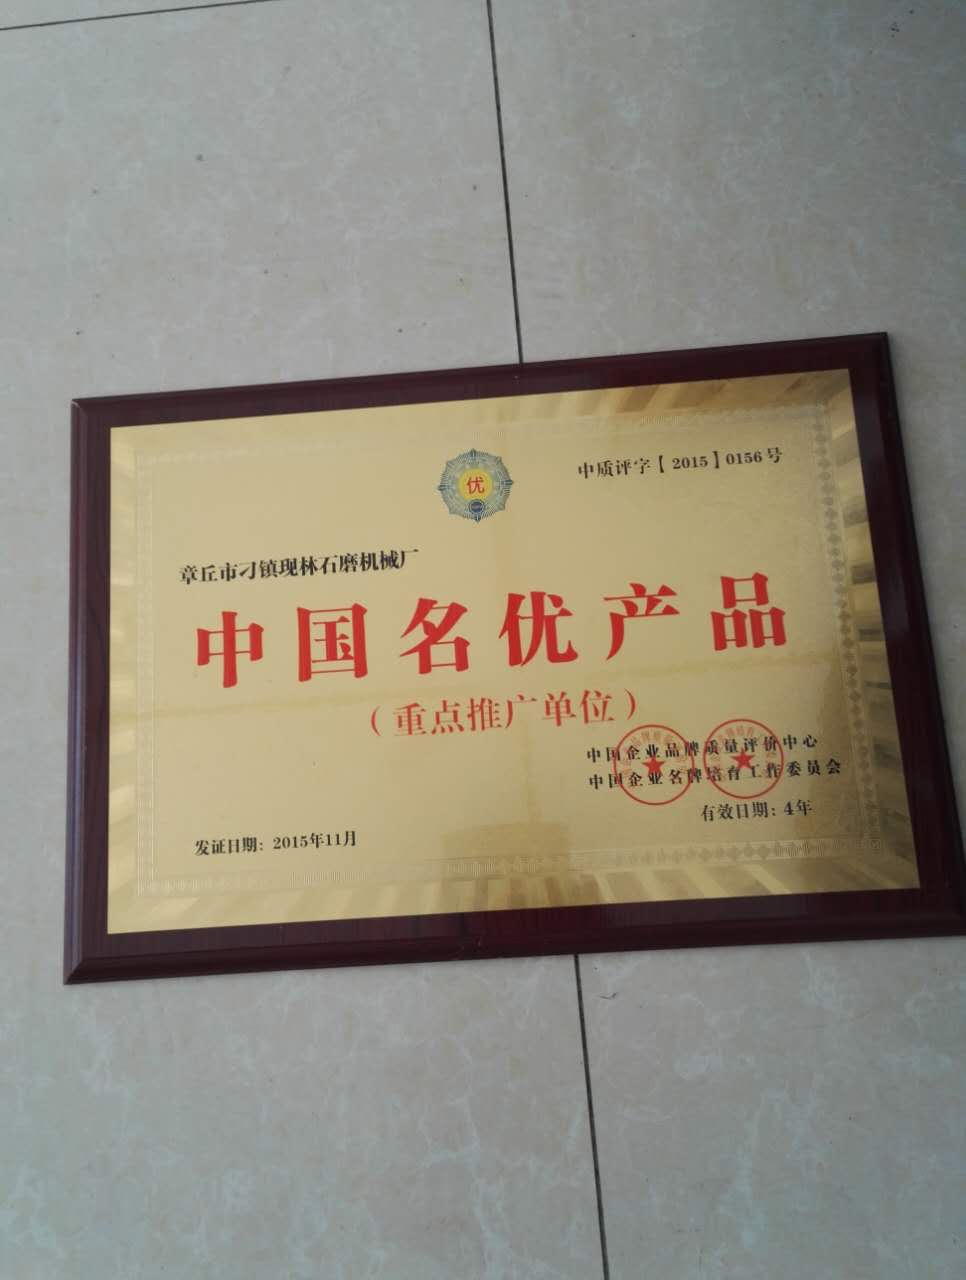 优
中质评字【2015】0156号
章丘市刁镇现林石磨机械厂
中国名优产品
（重点推广单位）
中国企业品牌质量评价中心
中国企业名牌培育工作委员会
有效日期：4年
发证日期：2015年11月